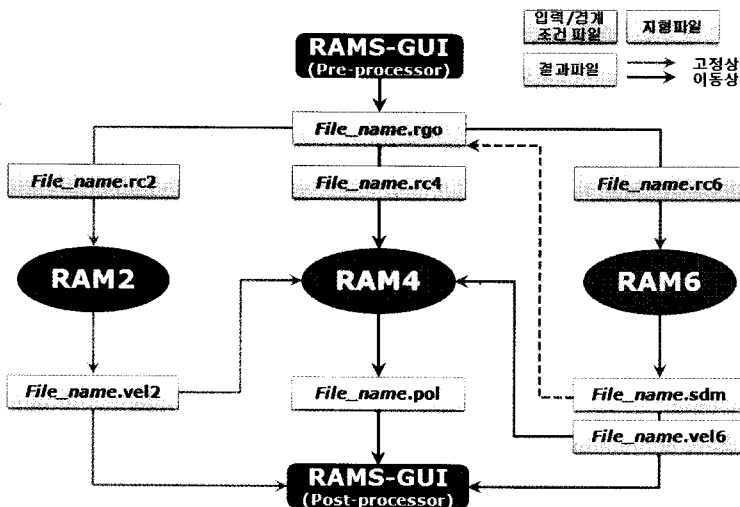 입력/경계
조건 파일
지형파일
결과파일
고정상
이동상
RAMS-GUI
(Pre-processor)
File_name.rgo
File_name.rc2
File_name.rc4
File_name.rc6
RAM2
RAM4
RAM6
File_name.vel2
File_name.pol
File_name.sdm
File_name.vel6
RAMS-GUI
(Post-processor)